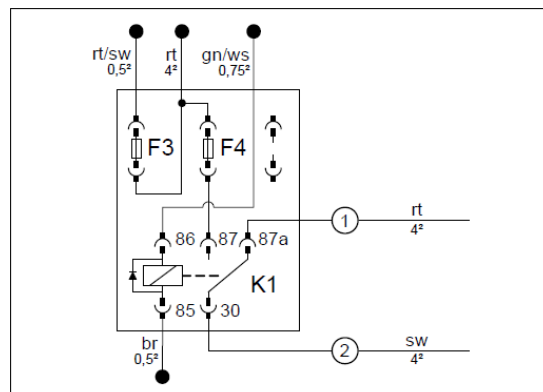 rt/sw rt gn/ws
0,5² 4² 0,75²
F3 F4
1 rt
4²
86 87 87a
K1
85 30
2 sw
4²
br
0,5²